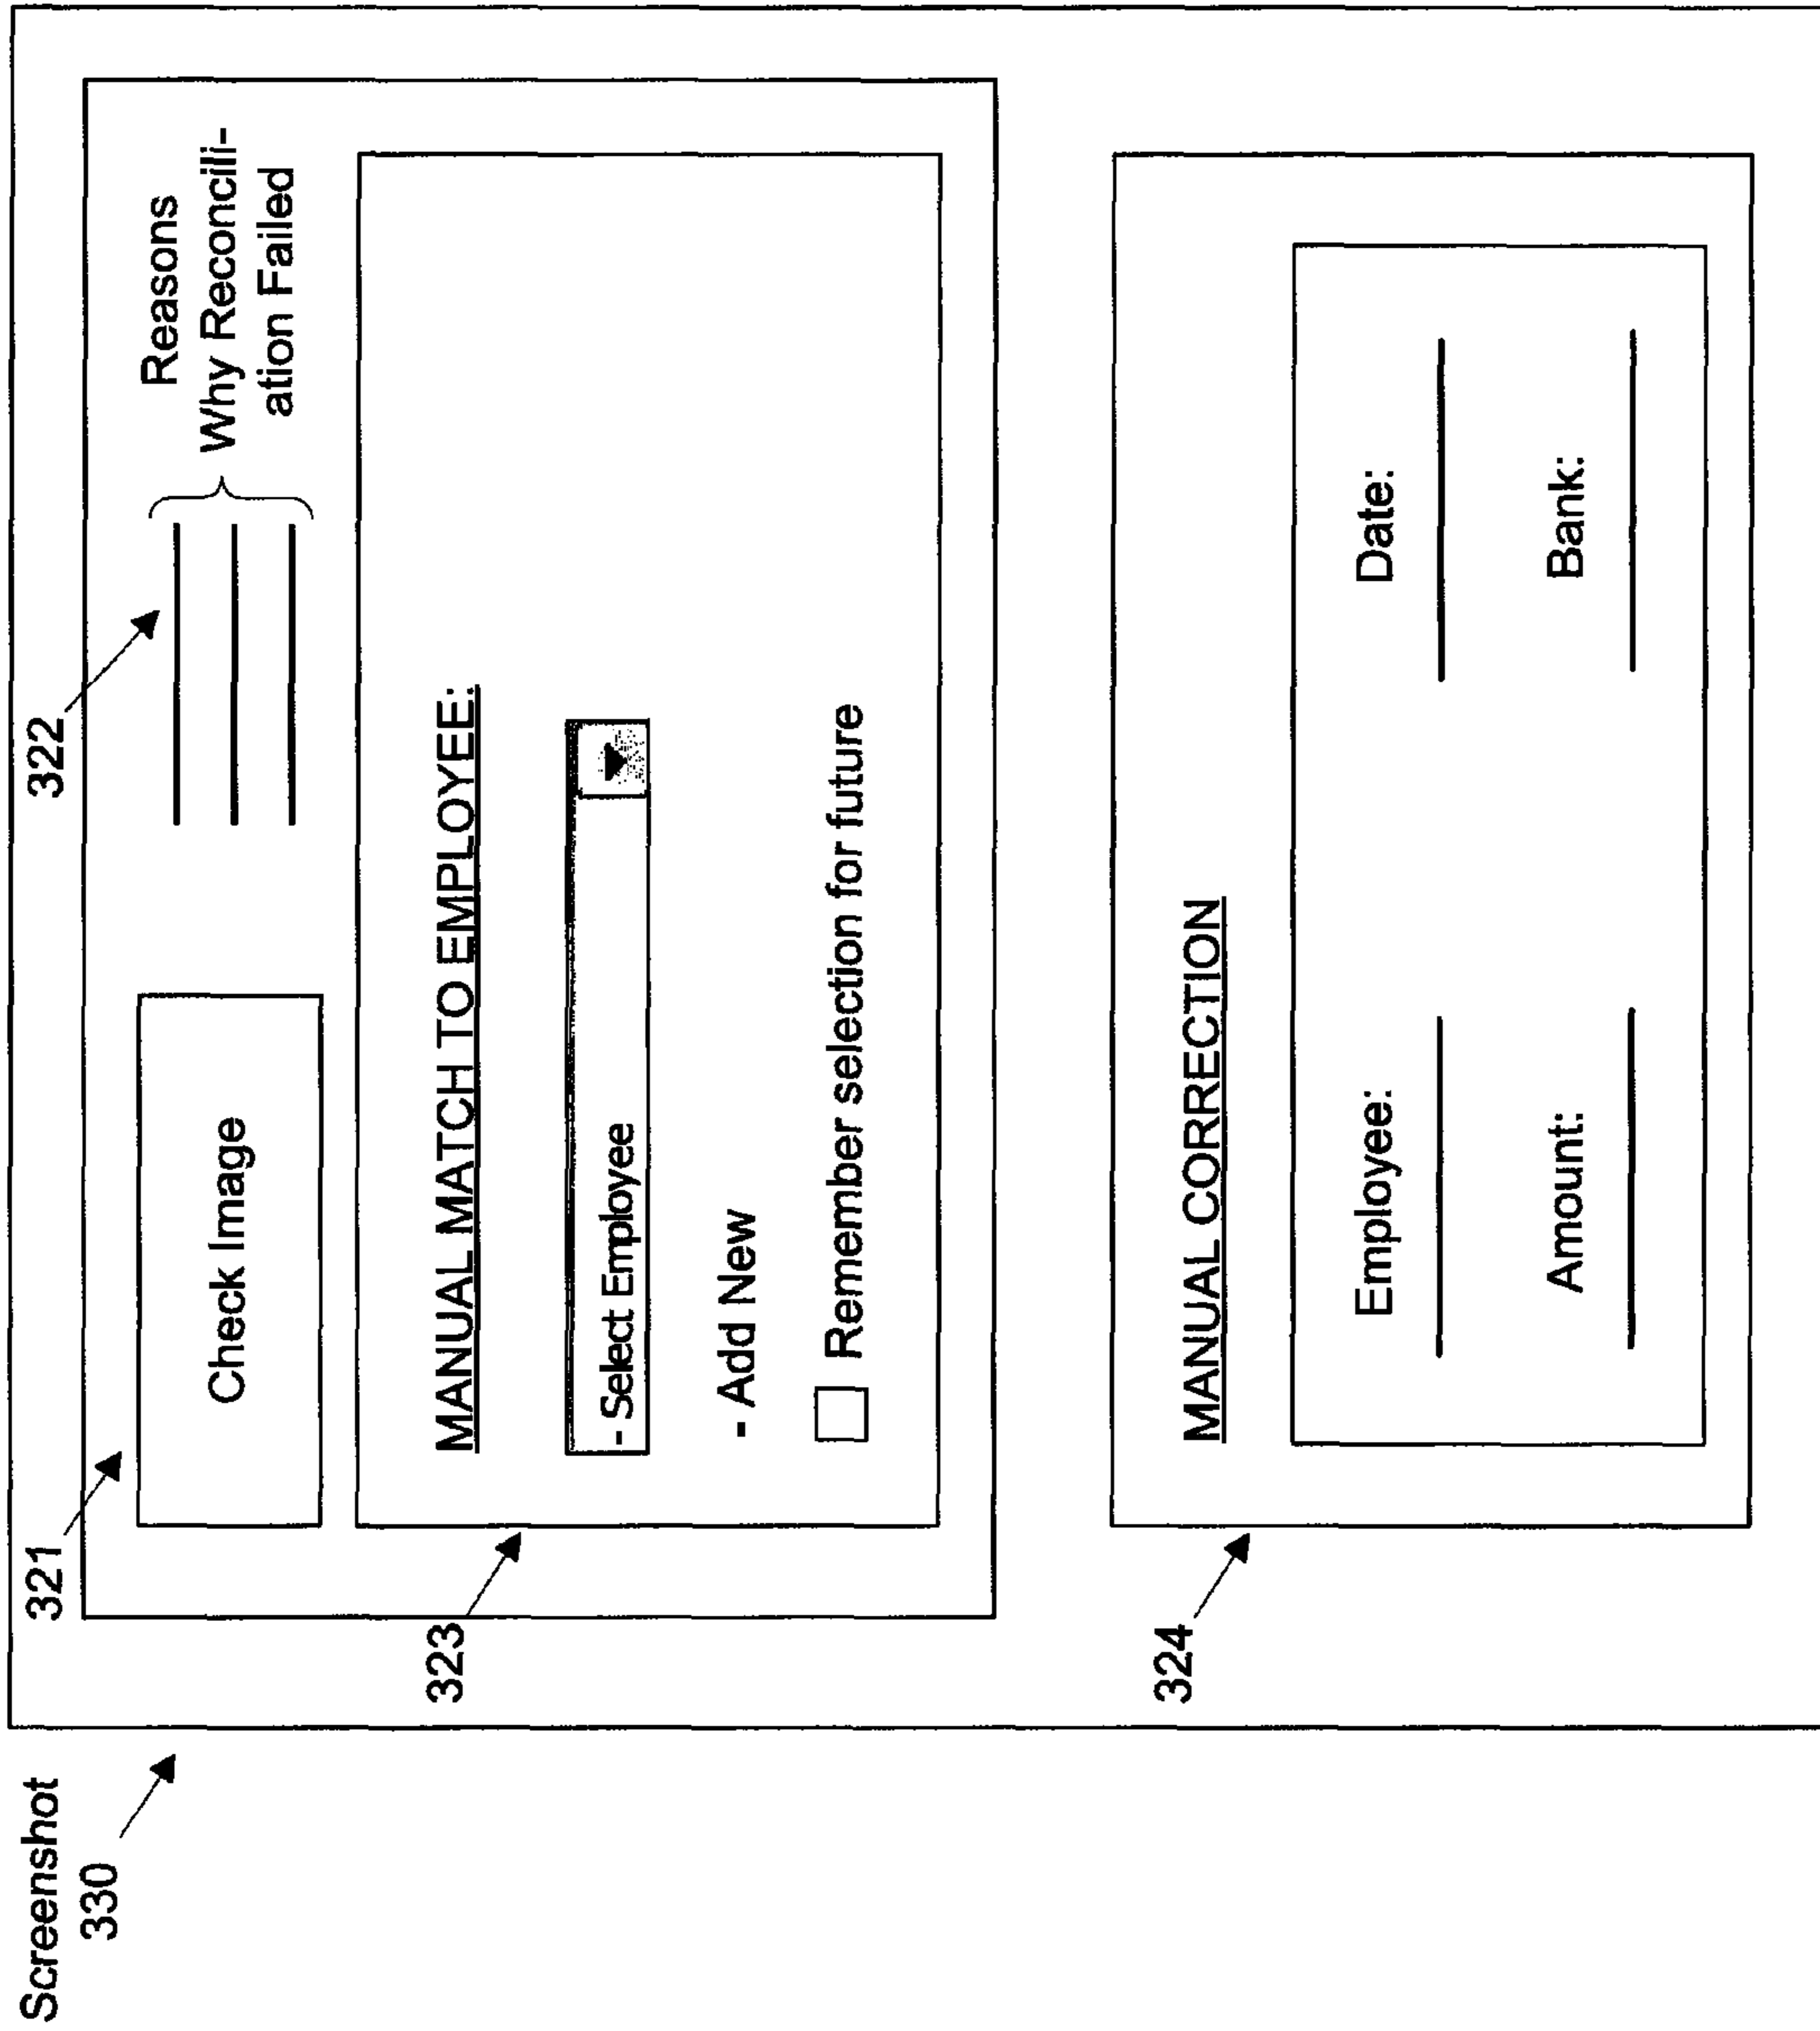 Screenshot
330
321
322
Check Image
Reasons
Why Reconcili-
ation Failed
323
MANUAL MATCH TO EMPLOYEE:
- Select Employee
- Add New
Remember selection for future
324
MANUAL CORRECTION
Employee:
Date:
Amount:
Bank: